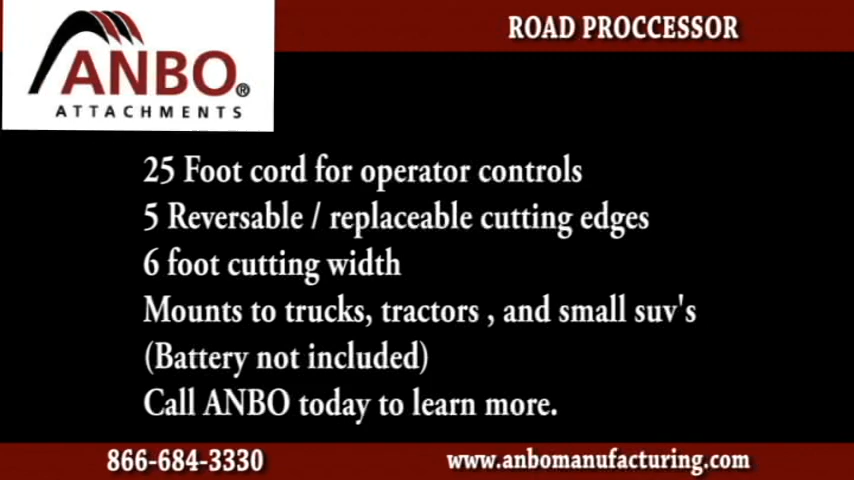 ANBO®
ATTACHMENTS
ROAD PROCCESSOR
25 Foot cord for operator controls
5 Reversable / replaceable cutting edges
6 foot cutting width
Mounts to trucks, tractors , and small suv's
(Battery not included)
Call ANBO today to learn more.
866-684-3330
www.anbomanufacturing.com